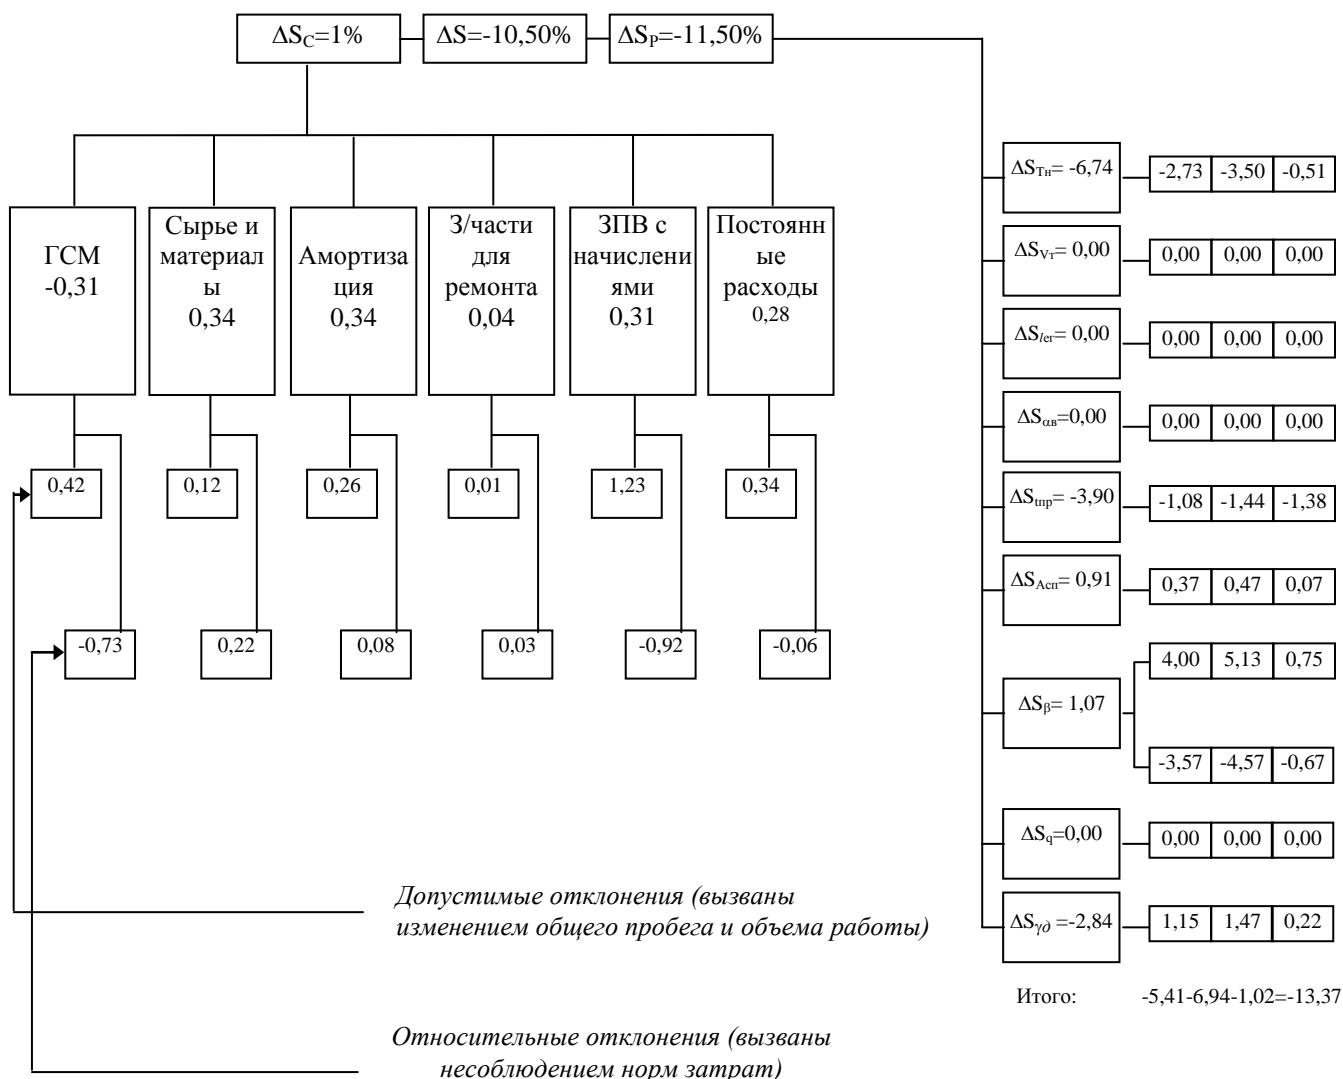 ΔSC=1% ΔS=-10,50% ΔSP=-11,50%
ГСМ
-0,31
Сырье и
материал
ы
0,34
Амортиза
ция
0,34
З/части
для
ремонта
0,04
ЗПВ с
начислени
ями
0,31
Постоянн
ые
расходы
0,28
0,42 0,12 0,26 0,01 1,23 0,34
-0,73 0,22 0,08 0,03 -0,92 -0,06
ΔSТн= -6,74 -2,73 -3,50 -0,51
ΔSVт= 0,00 0,00 0,00 0,00
ΔSlег= 0,00 0,00 0,00 0,00
ΔSαв=0,00 0,00 0,00 0,00
ΔStпр= -3,90 -1,08 -1,44 -1,38
ΔSАсп= 0,91 0,37 0,47 0,07
ΔSβ= 1,07
4,00 5,13 0,75
-3,57 -4,57 -0,67
ΔSq=0,00 0,00 0,00 0,00
ΔSγд =-2,84 1,15 1,47 0,22
Итого: -5,41-6,94-1,02=-13,37
Допустимые отклонения (вызваны
изменением общего пробега и объема работы)
Относительные отклонения (вызваны
несоблюдением норм затрат)